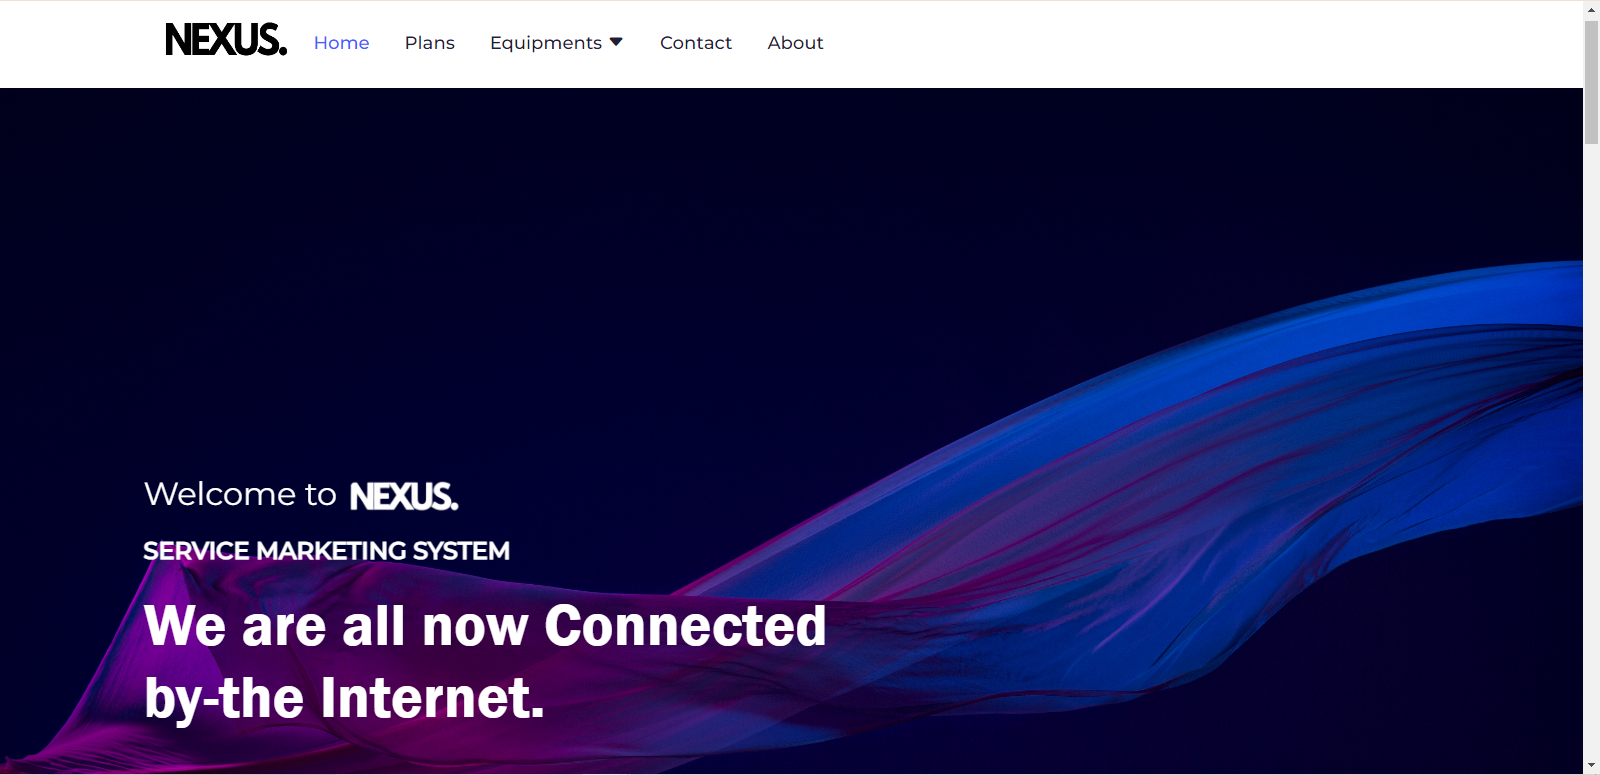 NEXUS. Home Plans Equipments Contact About
Welcome to NEXUS.
SERVICE MARKETING SYSTEM
We are all now Connected
by-the Internet.